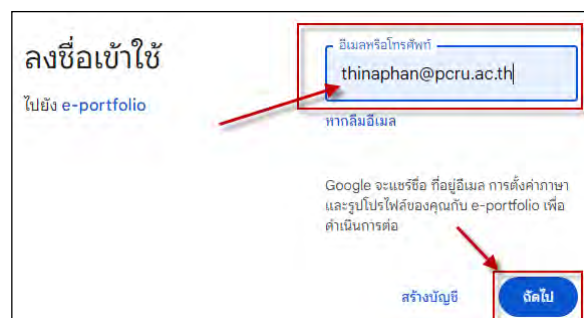 ลงชื่อเข้าใช้
ไปยัง e-portfolio
อีเมลหรือโทรศัพท์
thinaphan@pcru.ac.th
หากลืมอีเมล
Google จะแชร์ชื่อ ที่อยู่อีเมล การตั้งค่าภาษา
และรูปโปรไฟล์ของคุณกับ e-portfolio เพื่อ
ดำเนินการต่อ
สร้างบัญชี
ถัดไป